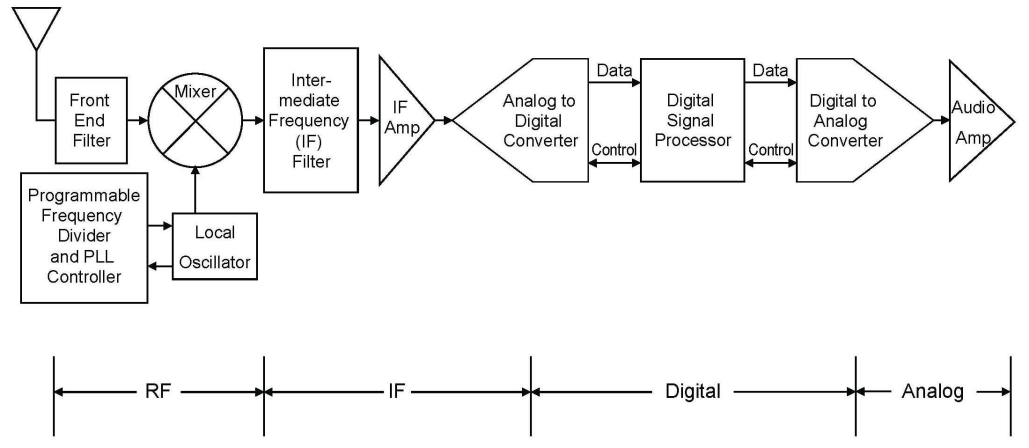 Front
End
Filter
Mixer
Inter-
mediate
Frequency
(IF)
Filter
IF
Amp
Analog to
Digital
Converter
Data
Control
Digital
Signal
Processor
Data
Control
Digital to
Analog
Converter
Audio
Amp
Programmable
Frequency
Divider
and PLL
Controller
Local
Oscillator
RF
IF
Digital
Analog